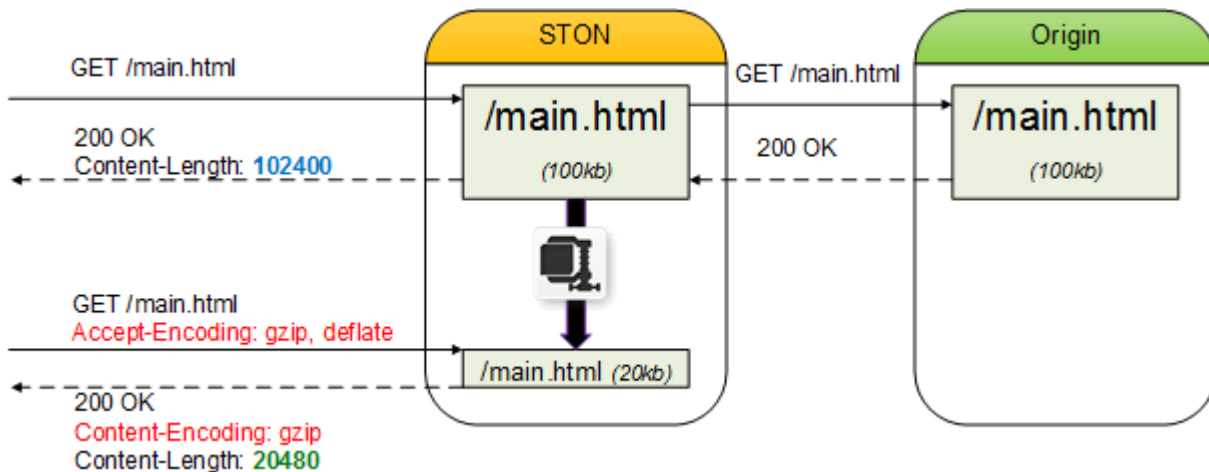 STON
Origin
GET /main.html
GET /main.html
/main.html
(100kb)
/main.html
(100kb)
200 OK
Content-Length: 102400
200 OK
GET /main.html
Accept-Encoding: gzip, deflate
/main.html (20kb)
200 OK
Content-Encoding: gzip
Content-Length: 20480